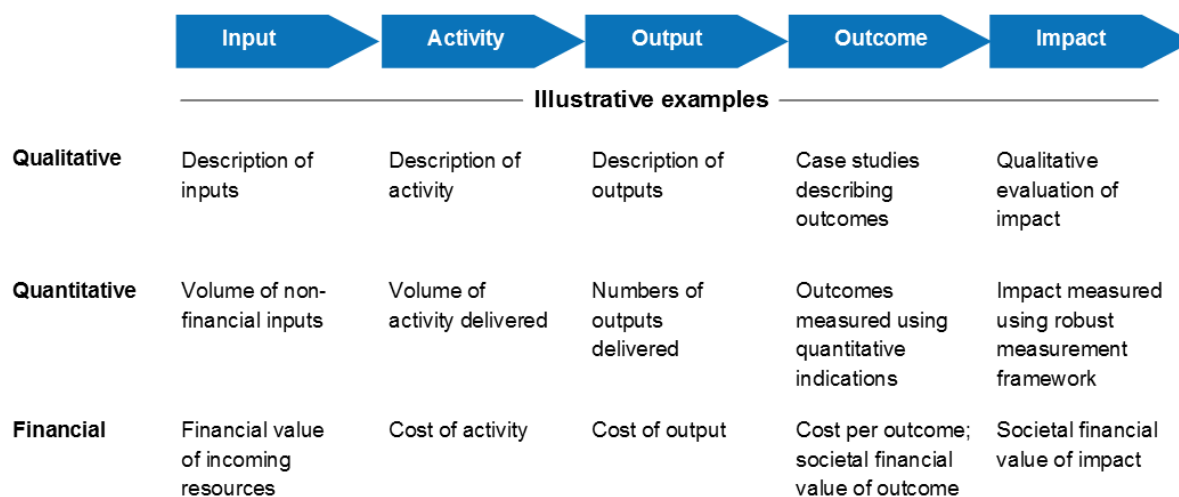 Input Activity Output Outcome Impact
Illustrative examples
Qualitative
Description of
inputs
Description of
activity
Description of
outputs
Case studies
describing
outcomes
Qualitative
evaluation of
impact
Quantitative
Volume of non-
financial inputs
Volume of
activity delivered
Numbers of
outputs
delivered
Outcomes
measured using
quantitative
indications
Impact measured
using robust
measurement
framework
Financial
Financial value
of incoming
resources
Cost of activity
Cost of output
Cost per outcome;
societal financial
value of outcome
Societal financial
value of impact